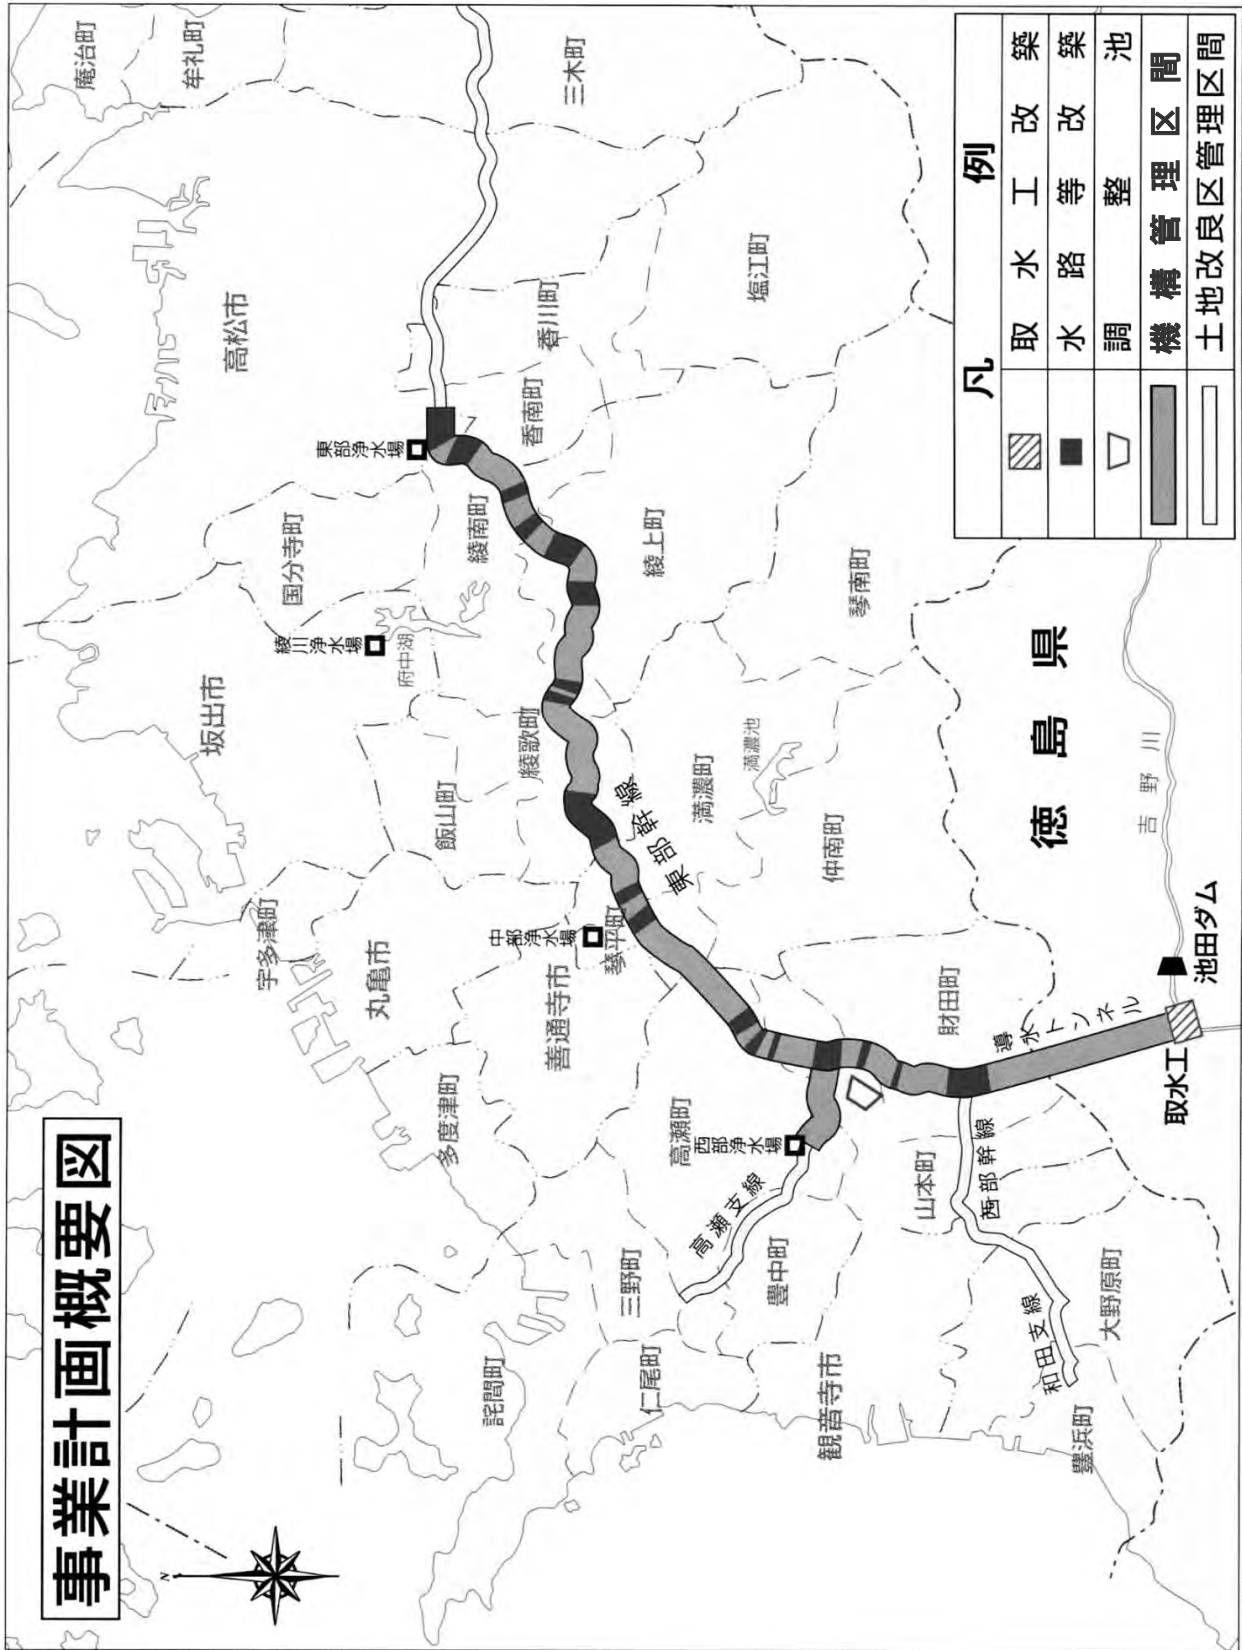 事業計画概要図
N
庵治町
牟礼町
三木町
高松市
塩江町
香川町
香南町
東部浄水場
国分寺町
綾南町
綾上町
琴南町
綾川浄水場
府中湖
坂出市
綾歌町
飯山町
満濃町
満濃池
仲南町
東部幹線
宇多津町
丸亀市
中部浄水場
琴平町
善通寺市
多度津町
財田町
導水トンネル
高瀬町
西部浄水場
高瀬支線
三野町
豊中町
山本町
西部幹線
詫間町
仁尾町
観音寺市
和田支線
大野原町
豊浜町
徳島県
吉野川
池田ダム
取水工
凡例
取水工改築
水路等改築
調整池
機構管理区間
土地改良区管理区間